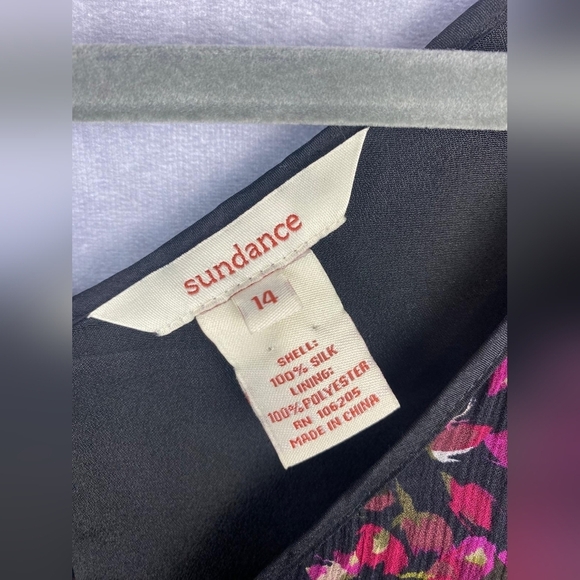 sundance
14
SHELL:
100% SILK
LINING:
100% POLYESTER
RN 106205
MADE IN CHINA